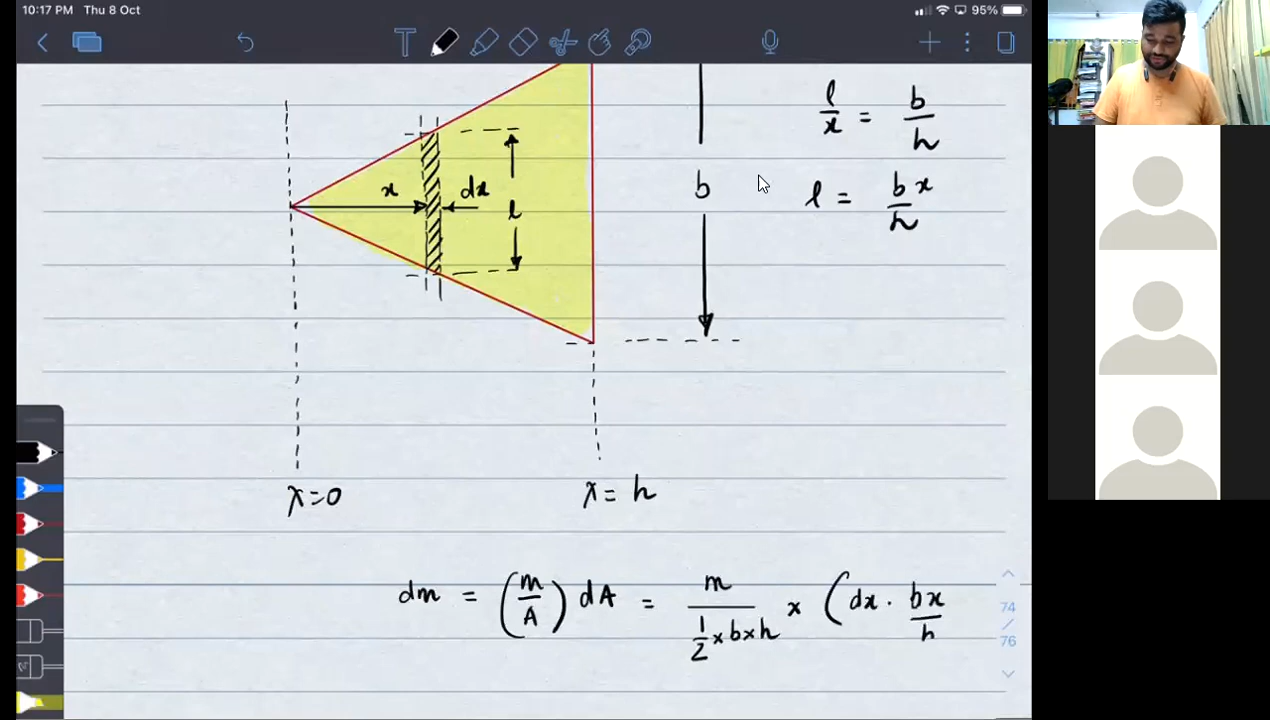 10:17 PM Thu 8 Oct 95%
l/x = b/h
x dx l b
l = bx/h
x=0 x = h
dm = (m/A) dA = m/(1/2 × b × h) × (dx · bx/h
74
/
76